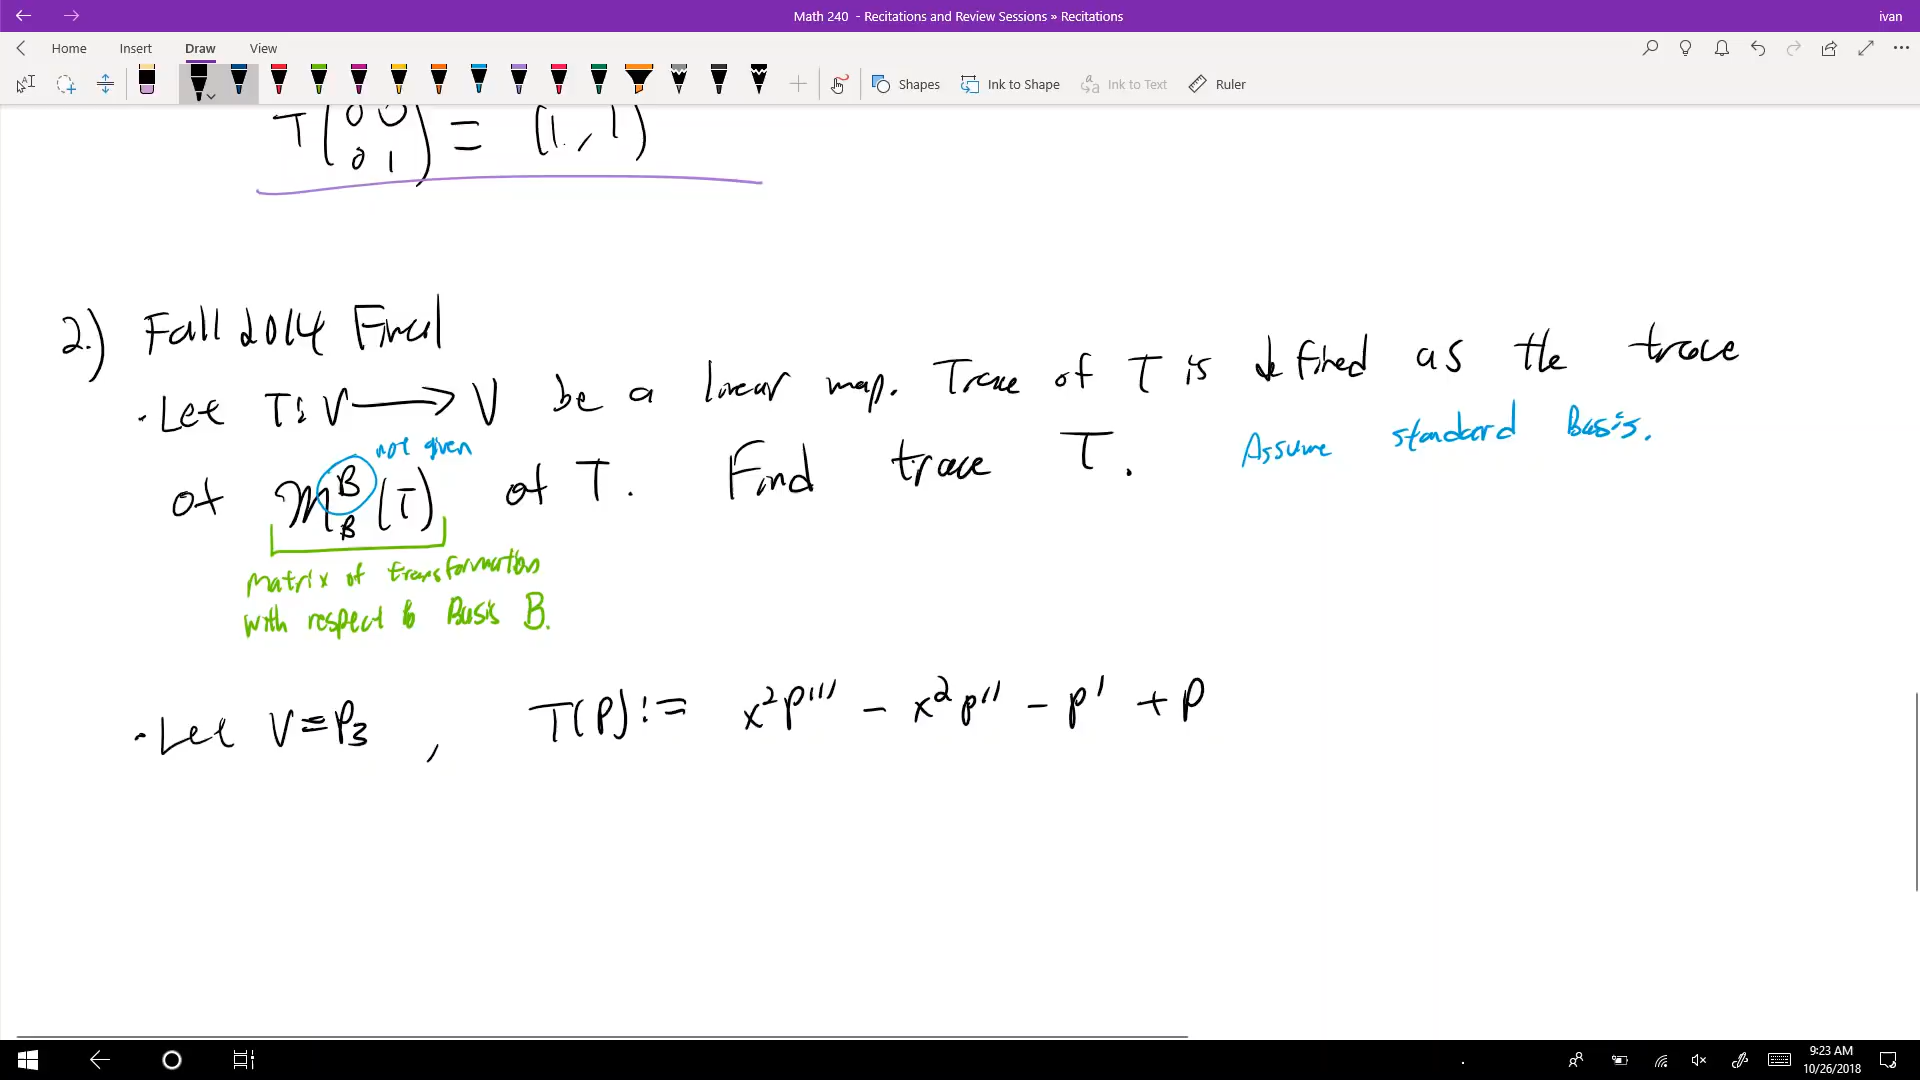 Math 240 - Recitations and Review Sessions » Recitations
ivan
Home Insert Draw View
Shapes Ink to Shape Ink to Text Ruler
T(0 0
0 1) = (1, 1)
2.) Fall 2014 Final
· Let T: V ⟶ V be a linear map. Trace of T is defined as the trace
not given
Assume standard Basis.
of M_B^B(T) of T. Find trace T.
Matrix of transformation
with respect to Basis B.
· Let V = P₃ , T(P) := x²p''' - x²p'' - p' + p
9:23 AM
10/26/2018